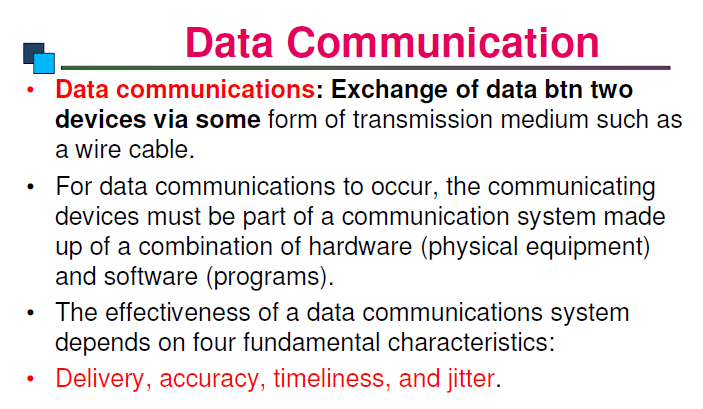 Data Communication
• Data communications: Exchange of data btn two
devices via some form of transmission medium such as
a wire cable.
• For data communications to occur, the communicating
devices must be part of a communication system made
up of a combination of hardware (physical equipment)
and software (programs).
• The effectiveness of a data communications system
depends on four fundamental characteristics:
• Delivery, accuracy, timeliness, and jitter.